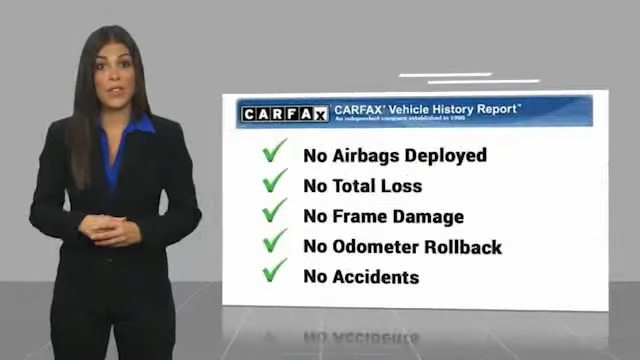 CARFAX CARFAX® Vehicle History Report™
An independent company established in 1986
No Airbags Deployed
No Total Loss
No Frame Damage
No Odometer Rollback
No Accidents